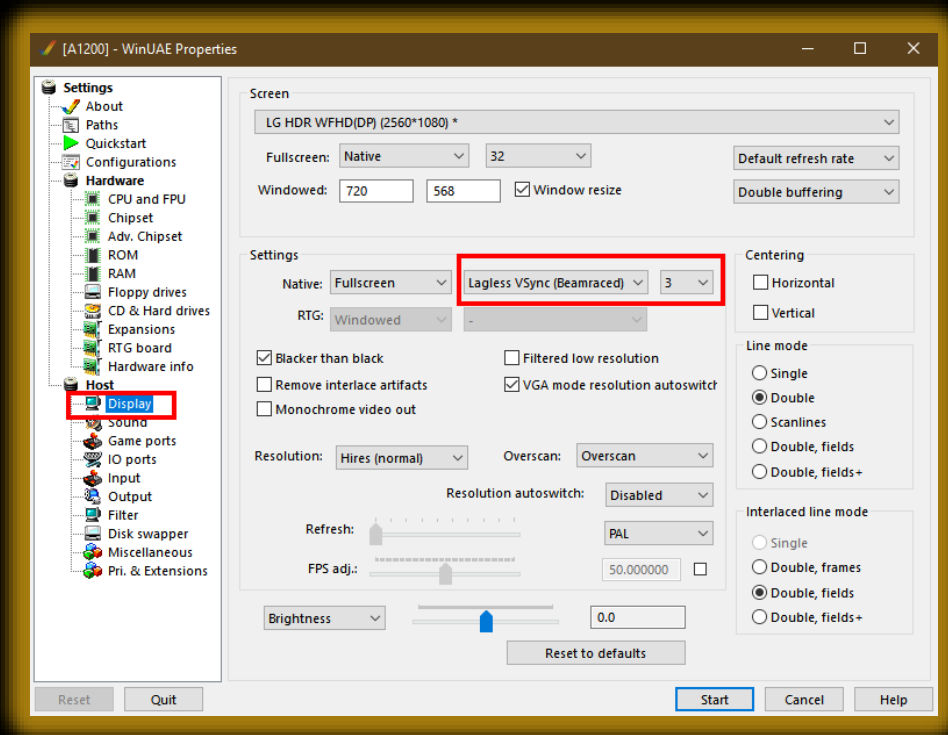 [A1200] - WinUAE Properties
Settings
About
Paths
Quickstart
Configurations
Hardware
CPU and FPU
Chipset
Adv. Chipset
ROM
RAM
Floppy drives
CD & Hard drives
Expansions
RTG board
Hardware info
Host
Display
Sound
Game ports
IO ports
Input
Output
Filter
Disk swapper
Miscellaneous
Pri. & Extensions
Screen
LG HDR WFHD(DP) (2560*1080) *
Fullscreen: Native 32 Default refresh rate
Windowed: 720 568 Window resize Double buffering
Settings
Native: Fullscreen Lagless VSync (Beamraced) 3
RTG: Windowed -
Blacker than black Filtered low resolution
Remove interlace artifacts VGA mode resolution autoswitch
Monochrome video out
Resolution: Hires (normal) Overscan: Overscan
Resolution autoswitch: Disabled
Refresh: PAL
FPS adj.: 50.000000
Brightness 0.0
Reset to defaults
Centering
Horizontal
Vertical
Line mode
Single
Double
Scanlines
Double, fields
Double, fields+
Interlaced line mode
Single
Double, frames
Double, fields
Double, fields+
Reset Quit Start Cancel Help